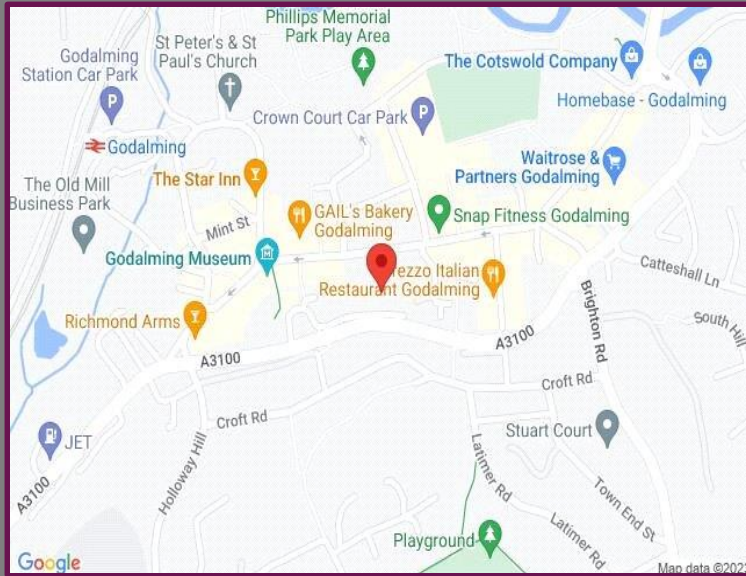 Phillips Memorial
Park Play Area
Godalming
Station Car Park
St Peter's & St
Paul's Church
The Cotswold Company
Homebase - Godalming
Crown Court Car Park
Godalming
Waitrose &
Partners Godalming
The Star Inn
The Old Mill
Business Park
GAIL's Bakery
Godalming
Snap Fitness Godalming
Mint St
Godalming Museum
Catteshall Ln
rezzo Italian
Restaurant Godalming
Brighton Rd
Richmond Arms
South Hill
A3100
A3100
Croft Rd
Croft Rd
Stuart Court
JET
Holloway Hill
Latimer Rd
Town End St
A3100
Latimer Rd
Playground
Google
Map data ©202